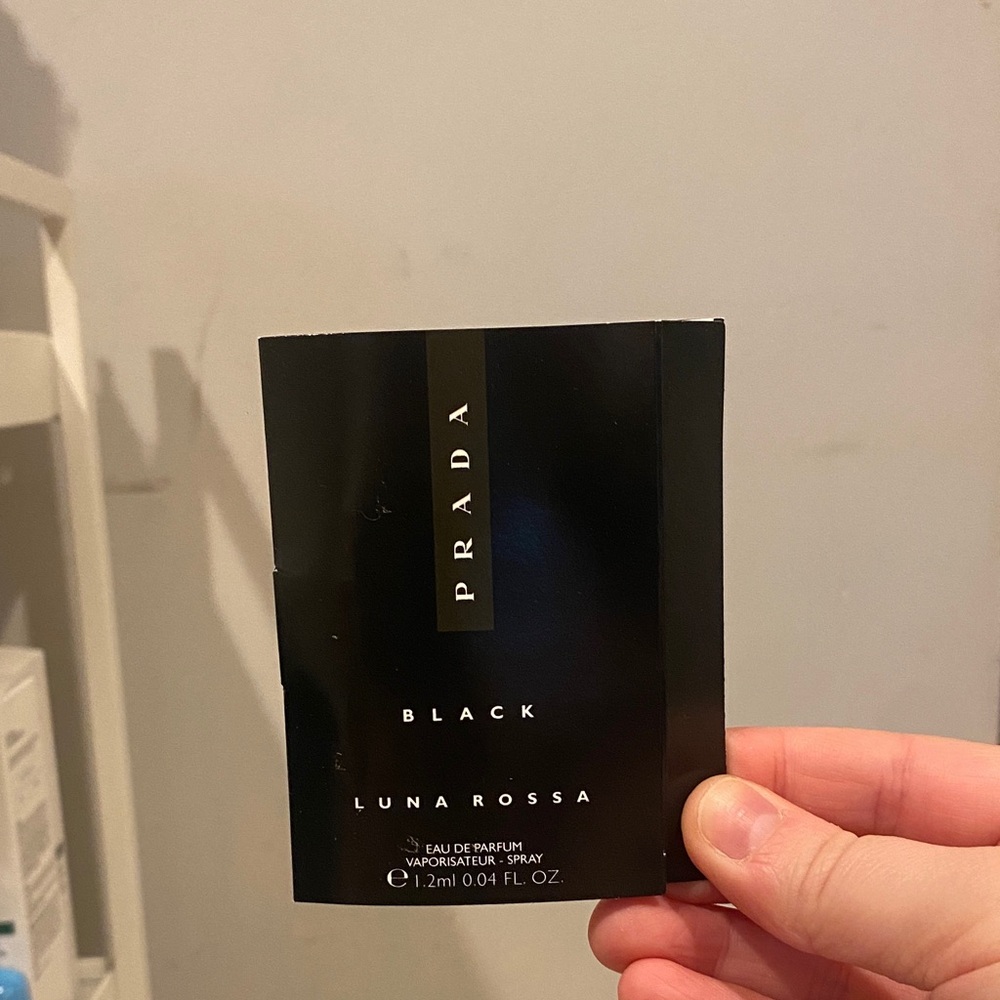 PRADA
BLACK
LUNA ROSSA
EAU DE PARFUM
VAPORISATEUR - SPRAY
℮ 1.2ml 0.04 FL. OZ.